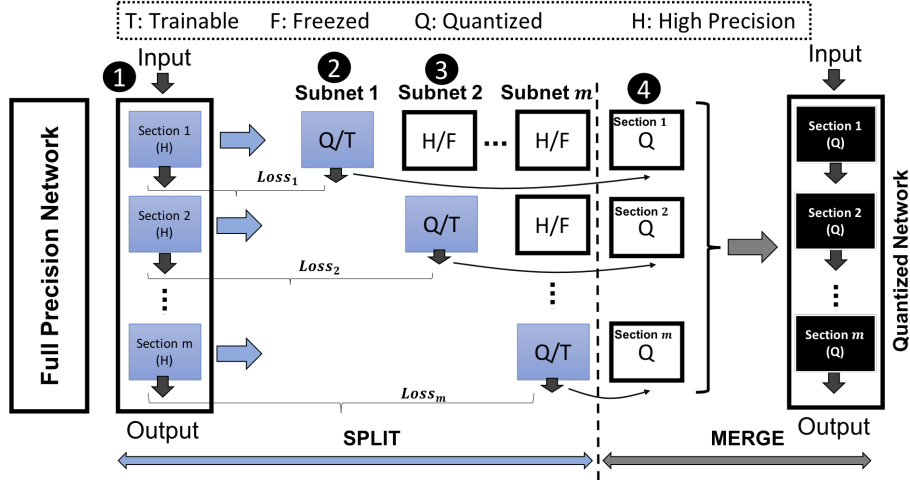 T: Trainable F: Freezed Q: Quantized H: High Precision
Input
Input
1
2
3
4
Subnet 1
Subnet 2
Subnet m
Full Precision Network
Section 1
(H)
Q/T
H/F
...
H/F
Section 1
Q
Section 1
(Q)
Loss1
Section 2
(H)
Q/T
H/F
Section 2
Q
Section 2
(Q)
Loss2
Section m
(H)
Q/T
Section m
Q
Section m
(Q)
Lossm
Quantized Network
Output
Output
SPLIT
MERGE